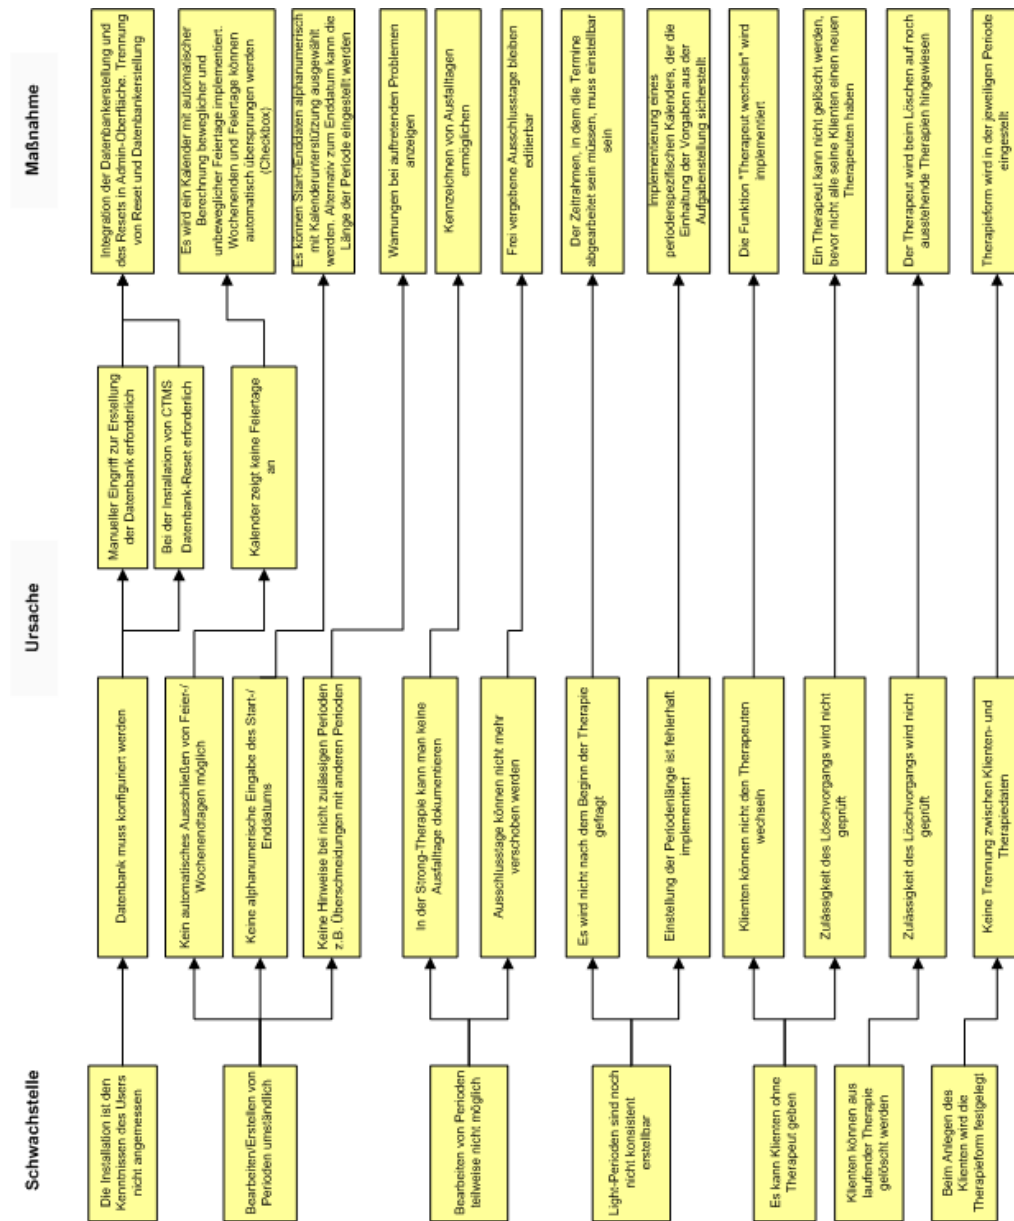 Schwachstelle
Ursache
Maßnahme
Die Installation ist den
Kenntnissen des Users
nicht angemessen
Datenbank muss konfiguriert werden
Manueller Eingriff zur Erstellung
der Datenbank erforderlich
Bei der Installation von CTMS
Datenbank-Reset erforderlich
Integration der Datenbankerstellung und
des Resets in Admin-Oberfläche. Trennung
von Reset und Datenbankerstellung
Bearbeiten/Erstellen von
Perioden umständlich
Kein automatisches Ausschließen von Feier-/
Wochenendtagen möglich
Kalender zeigt keine Feiertage
an
Es wird ein Kalender mit automatischer
Berechnung beweglicher und
unbeweglicher Feiertage implementiert.
Wochenenden und Feiertage können
automatisch übersprungen werden
(Checkbox)
Keine alphanumerische Eingabe des Start-/
Enddatums
Es können Start-/Enddaten alphanumerisch
mit Kalenderunterstützung ausgewählt
werden. Alternativ zum Enddatum kann die
Länge der Periode eingestellt werden
Keine Hinweise bei nicht zulässigen Perioden
z.B. Überschneidungen mit anderen Perioden
Warnungen bei auftretenden Problemen
anzeigen
Bearbeiten von Perioden
teilweise nicht möglich
In der Strong-Therapie kann man keine
Ausfalltage dokumentieren
Kennzeichnen von Ausfalltagen
ermöglichen
Ausschlusstage können nicht mehr
verschoben werden
Frei vergebene Ausschlusstage bleiben
editierbar
Light-Perioden sind noch
nicht konsistent
erstellbar
Es wird nicht nach dem Beginn der Therapie
gefragt
Der Zeitrahmen, in dem die Termine
abgearbeitet sein müssen, muss einstellbar
sein
Einstellung der Periodenlänge ist fehlerhaft
implementiert
Implementierung eines
periodenspezifischen Kalenders, der die
Einhaltung der Vorgaben aus der
Aufgabenstellung sicherstellt
Es kann Klienten ohne
Therapeut geben
Klienten können nicht den Therapeuten
wechseln
Die Funktion "Therapeut wechseln" wird
implementiert
Zulässigkeit des Löschvorgangs wird nicht
geprüft
Ein Therapeut kann nicht gelöscht werden,
bevor nicht alle seine Klienten einen neuen
Therapeuten haben
Klienten können aus
laufender Therapie
gelöscht werden
Zulässigkeit des Löschvorgangs wird nicht
geprüft
Der Therapeut wird beim Löschen auf noch
ausstehende Therapien hingewiesen
Beim Anlegen des
Klienten wird die
Therapieform festgelegt
Keine Trennung zwischen Klienten- und
Therapiedaten
Therapieform wird in der jeweiligen Periode
eingestellt